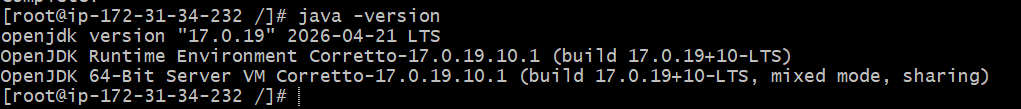 [root@ip-172-31-34-232 /]# java -version
openjdk version "17.0.19" 2026-04-21 LTS
OpenJDK Runtime Environment Corretto-17.0.19.10.1 (build 17.0.19+10-LTS)
OpenJDK 64-Bit Server VM Corretto-17.0.19.10.1 (build 17.0.19+10-LTS, mixed mode, sharing)
[root@ip-172-31-34-232 /]#